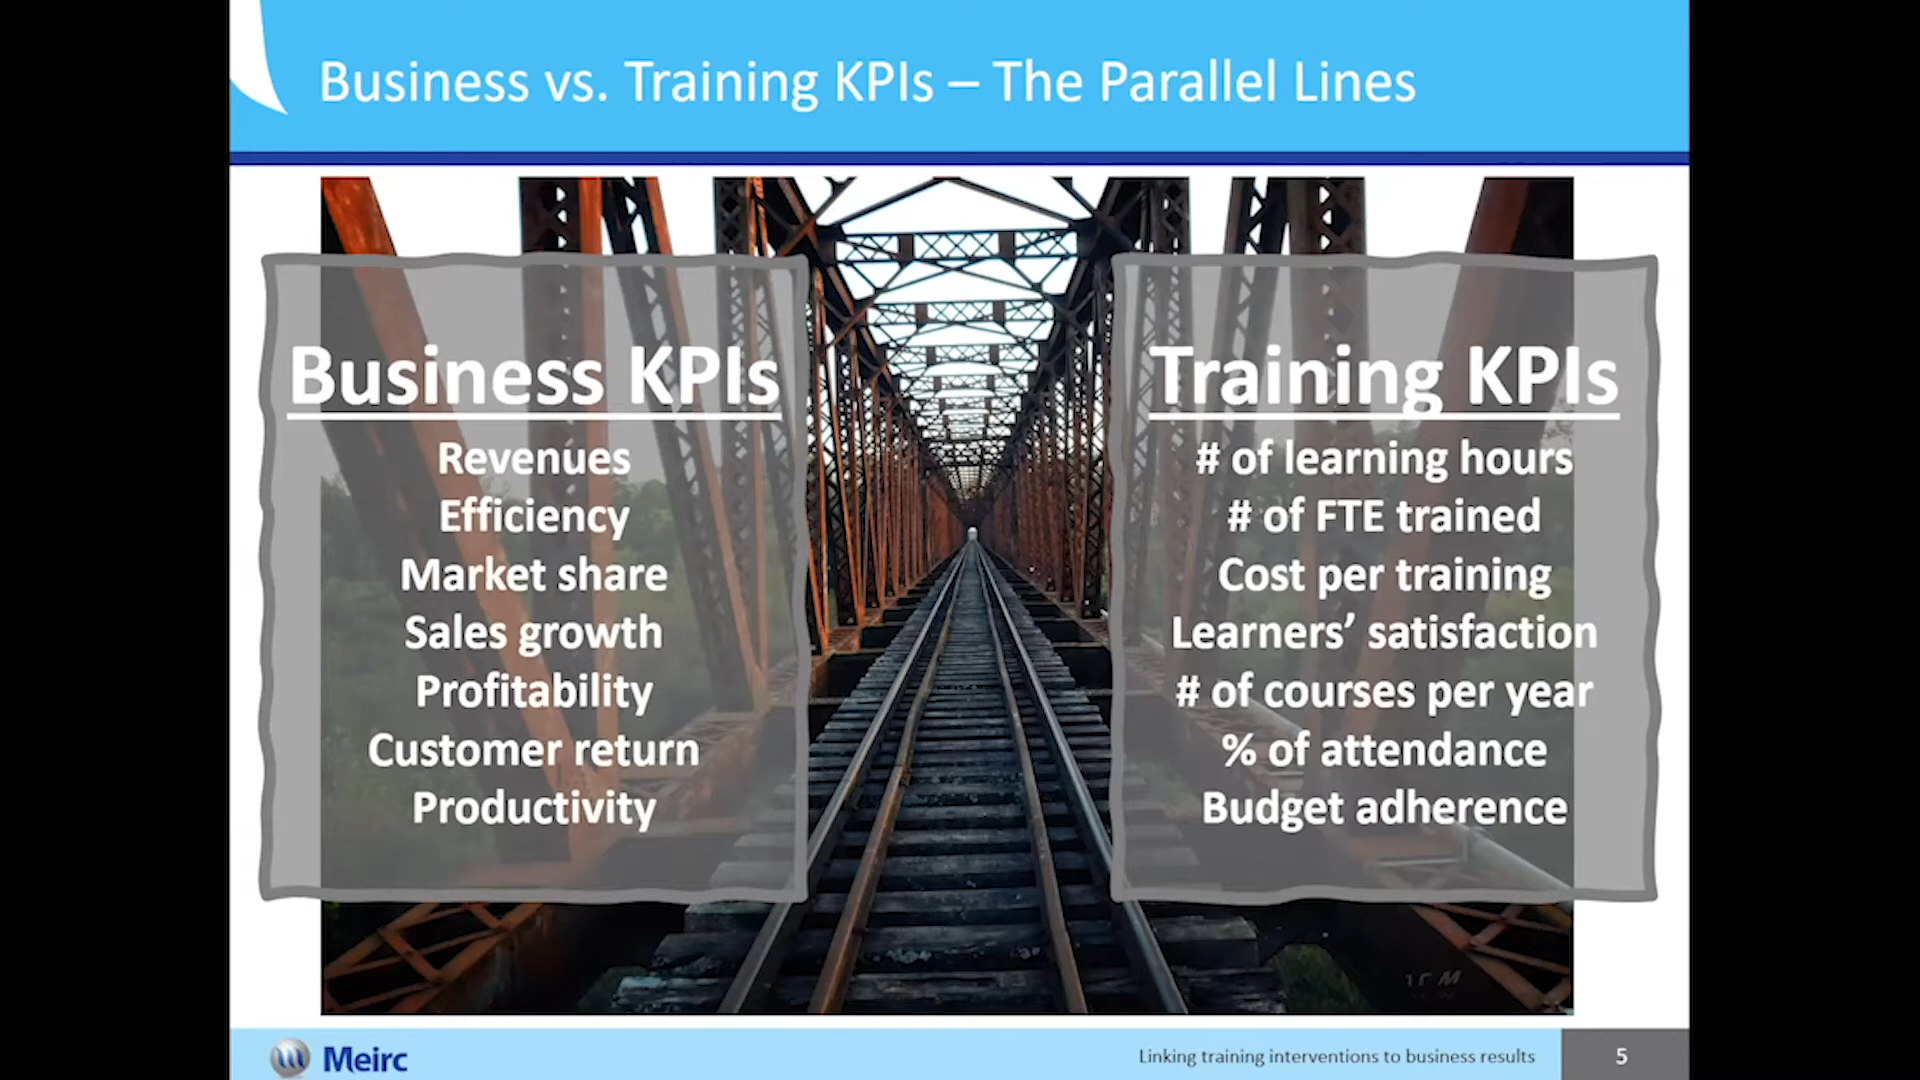 Business vs. Training KPIs – The Parallel Lines
Business KPIs
Revenues
Efficiency
Market share
Sales growth
Profitability
Customer return
Productivity
Training KPIs
# of learning hours
# of FTE trained
Cost per training
Learners’ satisfaction
# of courses per year
% of attendance
Budget adherence
Meirc
Linking training interventions to business results
5